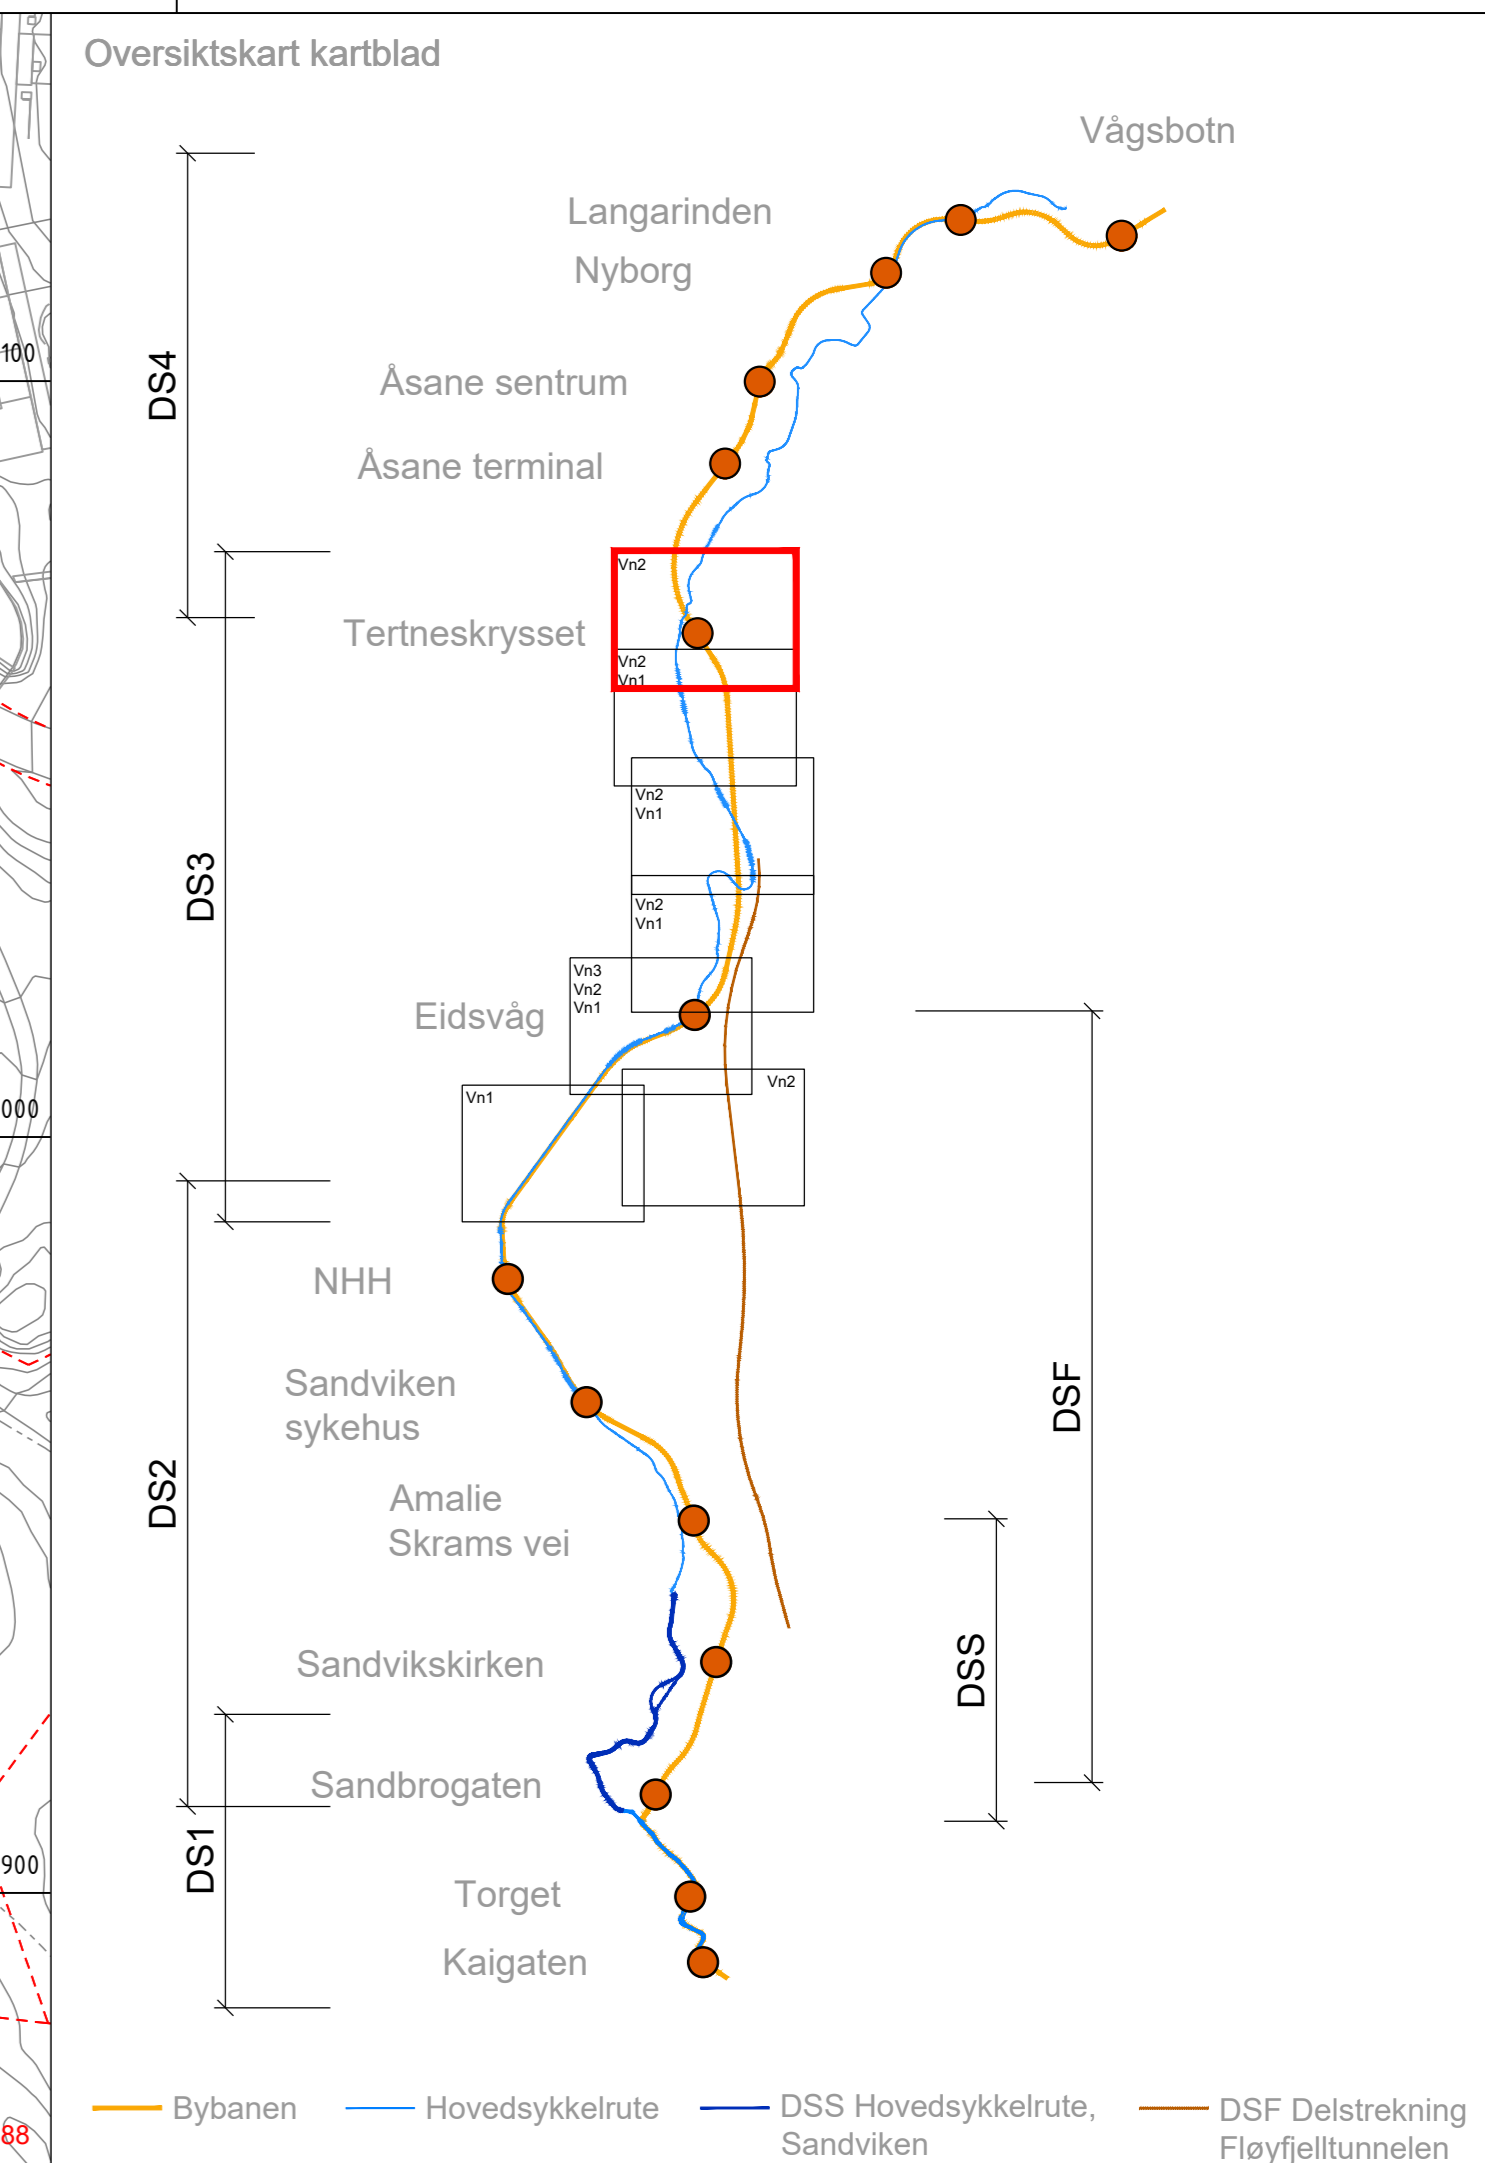 Oversiktskart kartblad
Vågsbotn
Langarinden
Nyborg
100
DS4
Åsane sentrum
Åsane terminal
Vn2
Tertneskrysset
Vn2
Vn1
Vn2
Vn1
DS3
Vn2
Vn1
Vn3
Vn2
Vn1
Eidsvåg
Vn2
Vn1
000
NHH
Sandviken
sykehus
DSF
DS2
Amalie
Skrams vei
Sandvikskirken
DSS
Sandbrogaten
DS1
900
Torget
Kaigaten
Bybanen
Hovedsykkelrute
DSS Hovedsykkelrute,
Sandviken
DSF Delstrekning
Fløyfjelltunnelen
88